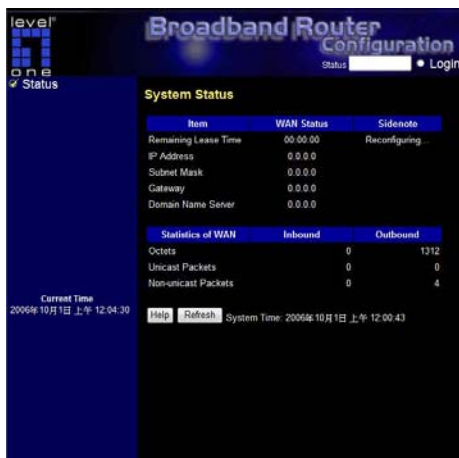 level one
Broadband Router
Configuration
Status Login
Status
System Status
Item WAN Status Sidenote
Remaining Lease Time 00:00:00 Reconfiguring...
IP Address 0.0.0.0
Subnet Mask 0.0.0.0
Gateway 0.0.0.0
Domain Name Server 0.0.0.0
Statistics of WAN Inbound Outbound
Octets 0 1312
Unicast Packets 0 0
Non-unicast Packets 0 4
Current Time
2006年10月1日 上午 12:04:30
Help Refresh System Time: 2006年10月1日 上午 12:00:43